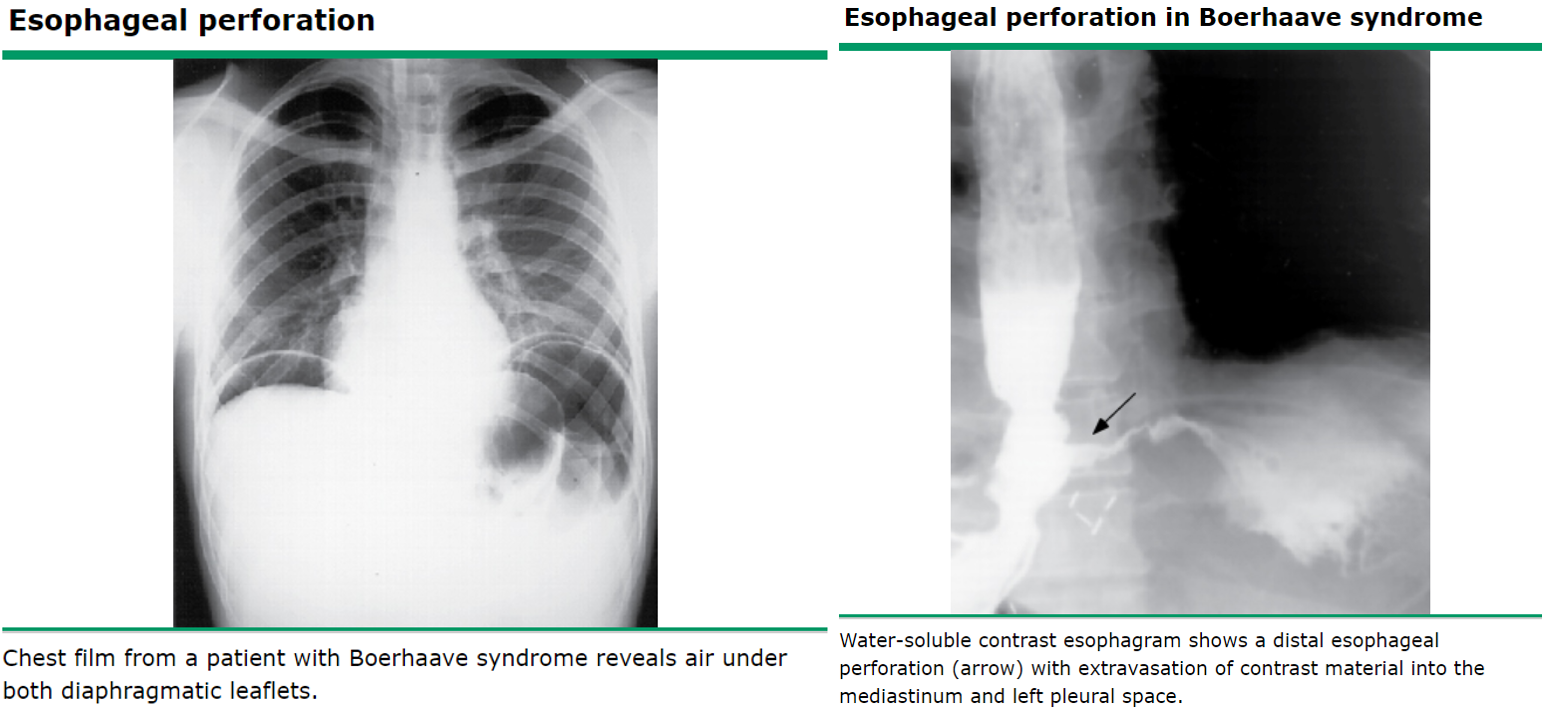 Esophageal perforation
Chest film from a patient with Boerhaave syndrome reveals air under
both diaphragmatic leaflets.
Esophageal perforation in Boerhaave syndrome
Water-soluble contrast esophagram shows a distal esophageal
perforation (arrow) with extravasation of contrast material into the
mediastinum and left pleural space.